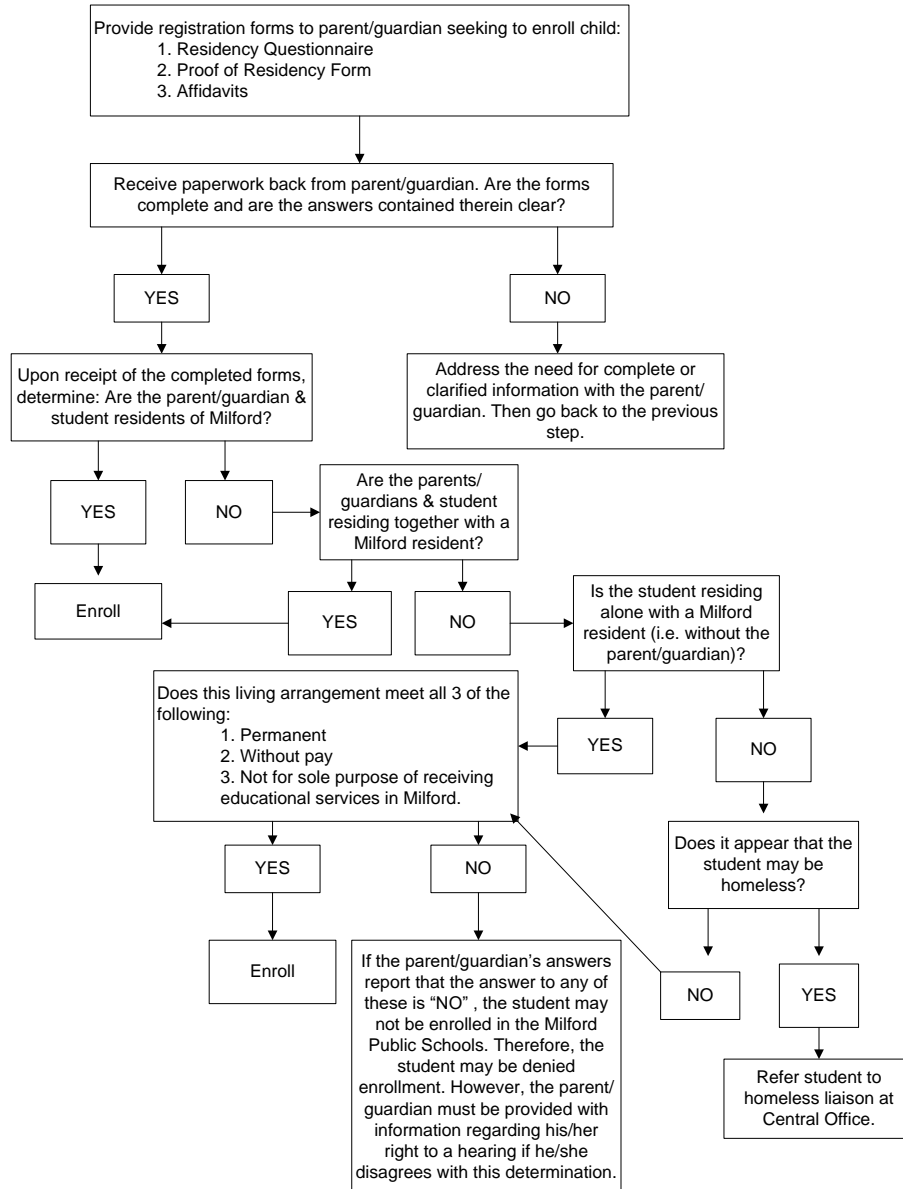 Provide registration forms to parent/guardian seeking to enroll child:
1. Residency Questionnaire
2. Proof of Residency Form
3. Affidavits
Receive paperwork back from parent/guardian. Are the forms
complete and are the answers contained therein clear?
YES
NO
Upon receipt of the completed forms,
determine: Are the parent/guardian &
student residents of Milford?
Address the need for complete or
clarified information with the parent/
guardian. Then go back to the previous
step.
YES
NO
Are the parents/
guardians & student
residing together with a
Milford resident?
Enroll
YES
NO
Is the student residing
alone with a Milford
resident (i.e. without the
parent/guardian)?
Does this living arrangement meet all 3 of the
following:
1. Permanent
2. Without pay
3. Not for sole purpose of receiving
educational services in Milford.
YES
NO
Does it appear that the
student may be
homeless?
YES
NO
Enroll
If the parent/guardian's answers
report that the answer to any of
these is "NO" , the student may
not be enrolled in the Milford
Public Schools. Therefore, the
student may be denied
enrollment. However, the parent/
guardian must be provided with
information regarding his/her
right to a hearing if he/she
disagrees with this determination.
NO
YES
Refer student to
homeless liaison at
Central Office.